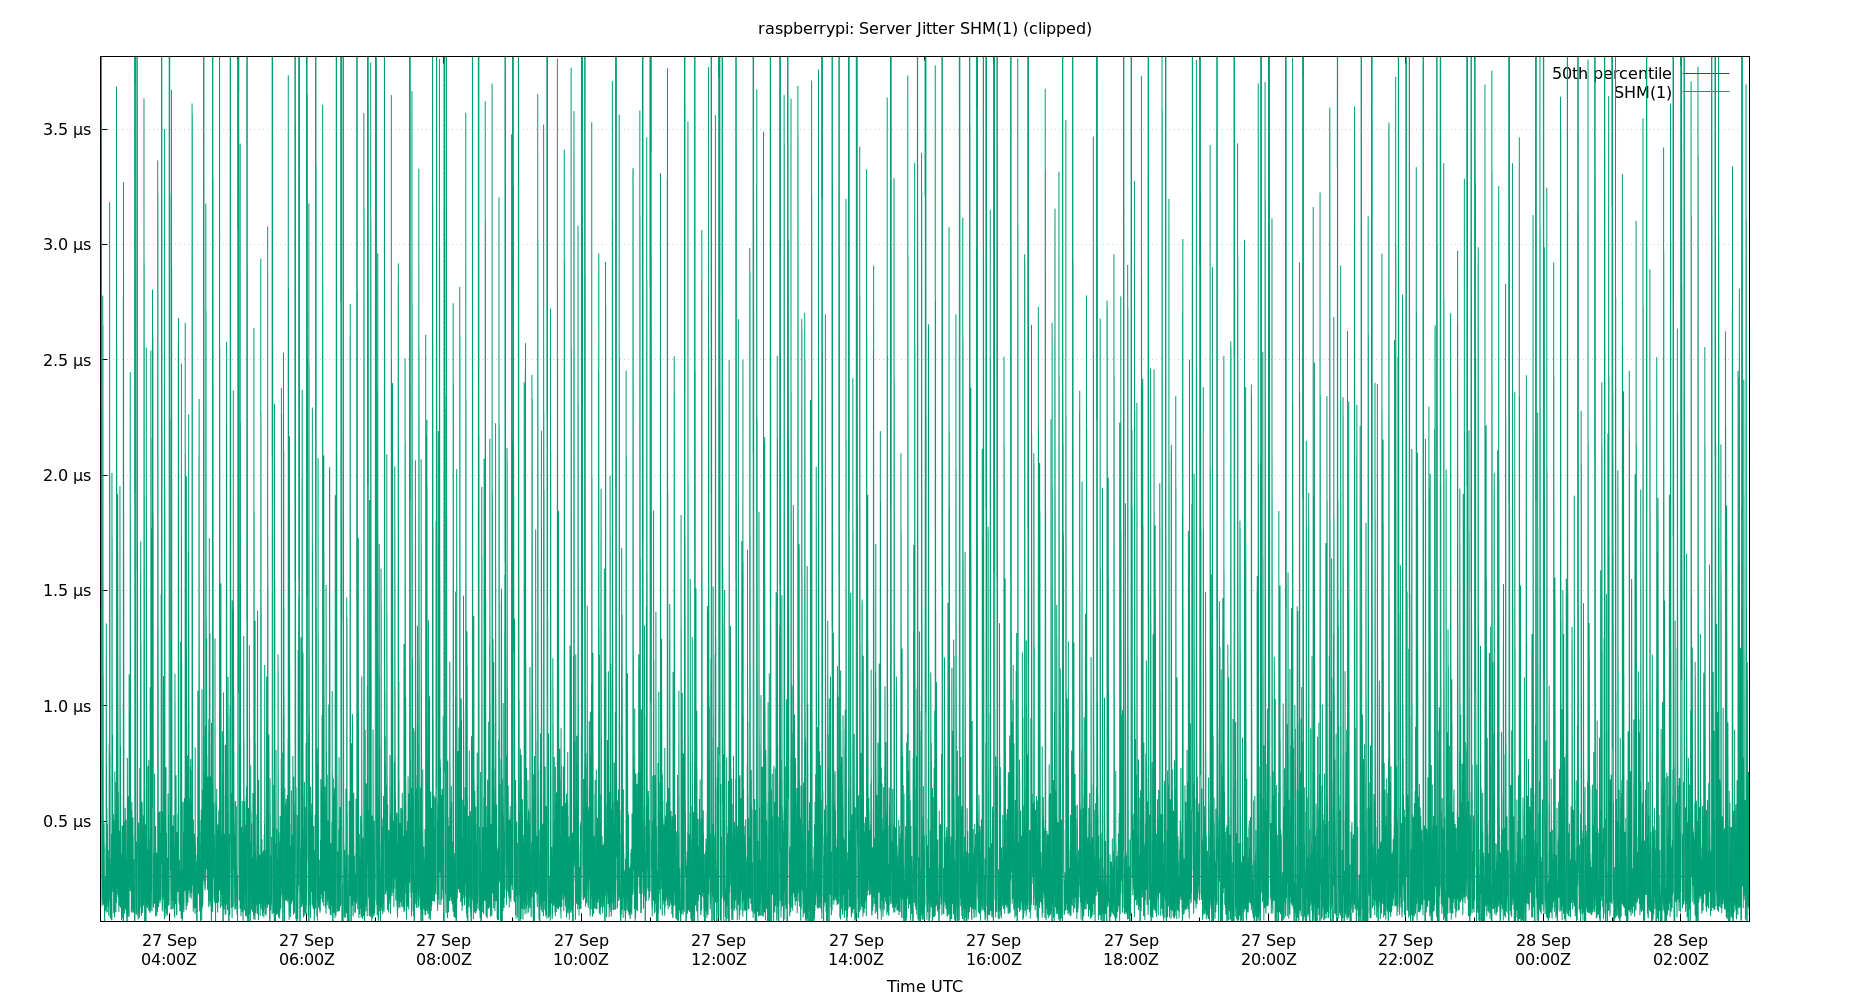 raspberrypi: Server Jitter SHM(1) (clipped)
50th percentile
SHM(1)
3.5 μs
3.0 μs
2.5 μs
2.0 μs
1.5 μs
1.0 μs
0.5 μs
27 Sep 27 Sep 27 Sep 27 Sep 27 Sep 27 Sep 27 Sep 27 Sep 27 Sep 27 Sep 28 Sep 28 Sep
04:00Z 06:00Z 08:00Z 10:00Z 12:00Z 14:00Z 16:00Z 18:00Z 20:00Z 22:00Z 00:00Z 02:00Z
Time UTC